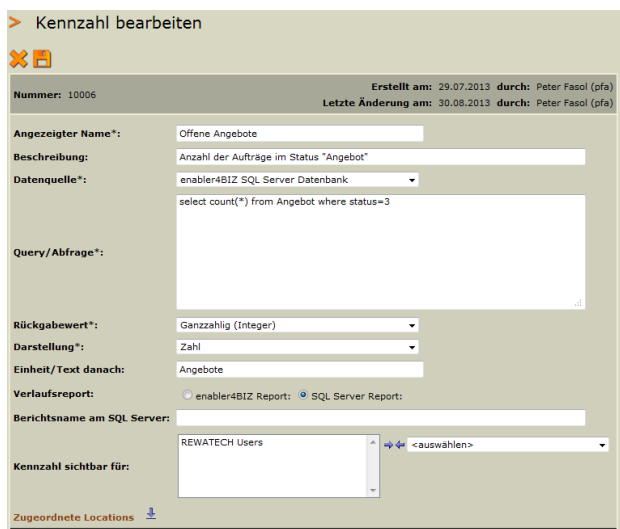 > Kennzahl bearbeiten
Nummer: 10006
Erstellt am: 29.07.2013 durch: Peter Fasol (pfa)
Letzte Änderung am: 30.08.2013 durch: Peter Fasol (pfa)
Angezeigter Name*: Offene Angebote
Beschreibung: Anzahl der Aufträge im Status "Angebot"
Datenquelle*: enabler4BIZ SQL Server Datenbank
select count(*) from Angebot where status=3
Query/Abfrage*:
Rückgabewert*: Ganzzahlig (Integer)
Darstellung*: Zahl
Einheit/Text danach: Angebote
Verlaufsreport: enabler4BIZ Report: SQL Server Report:
Berichtsname am SQL Server:
REWATECH Users <auswählen>
Kennzahl sichtbar für:
Zugeordnete Locations